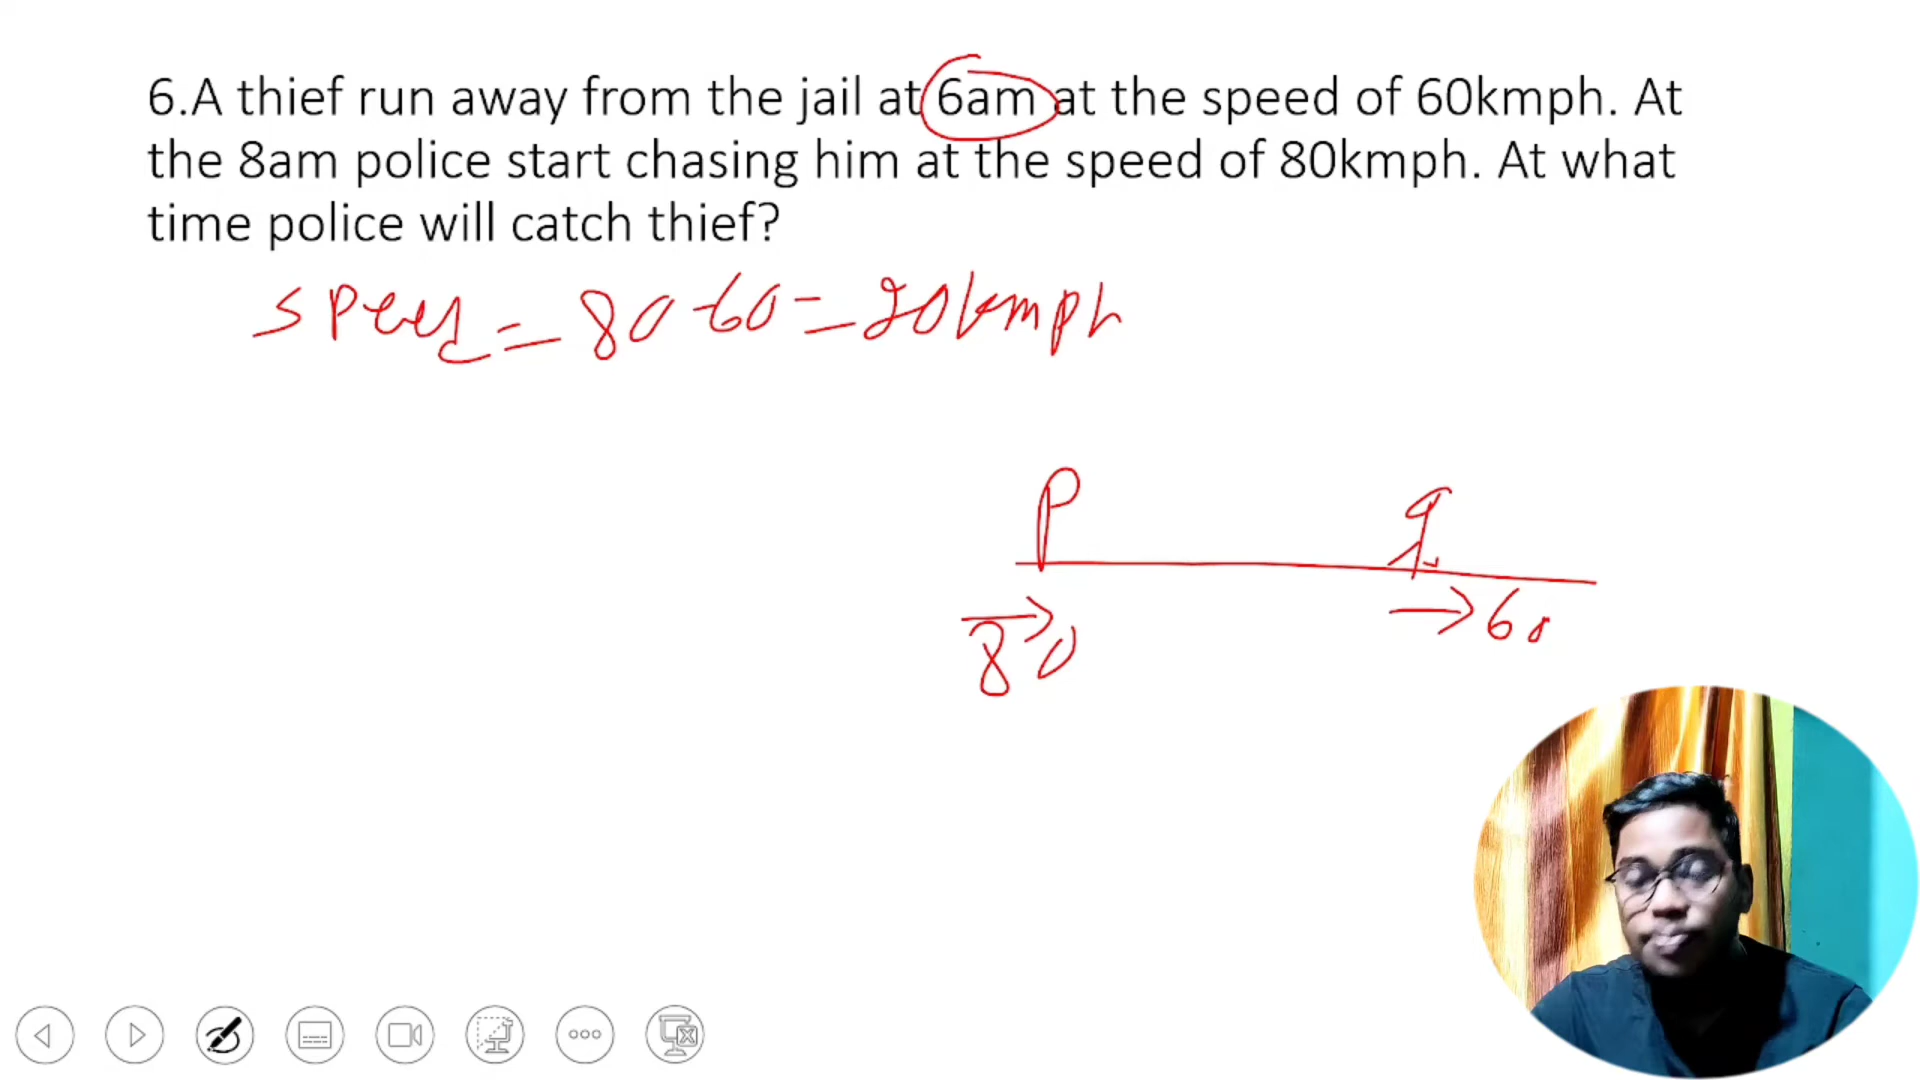 6.A thief run away from the jail at 6am at the speed of 60kmph. At
the 8am police start chasing him at the speed of 80kmph. At what
time police will catch thief?
speed = 80-60 = 20kmph
P
80
60